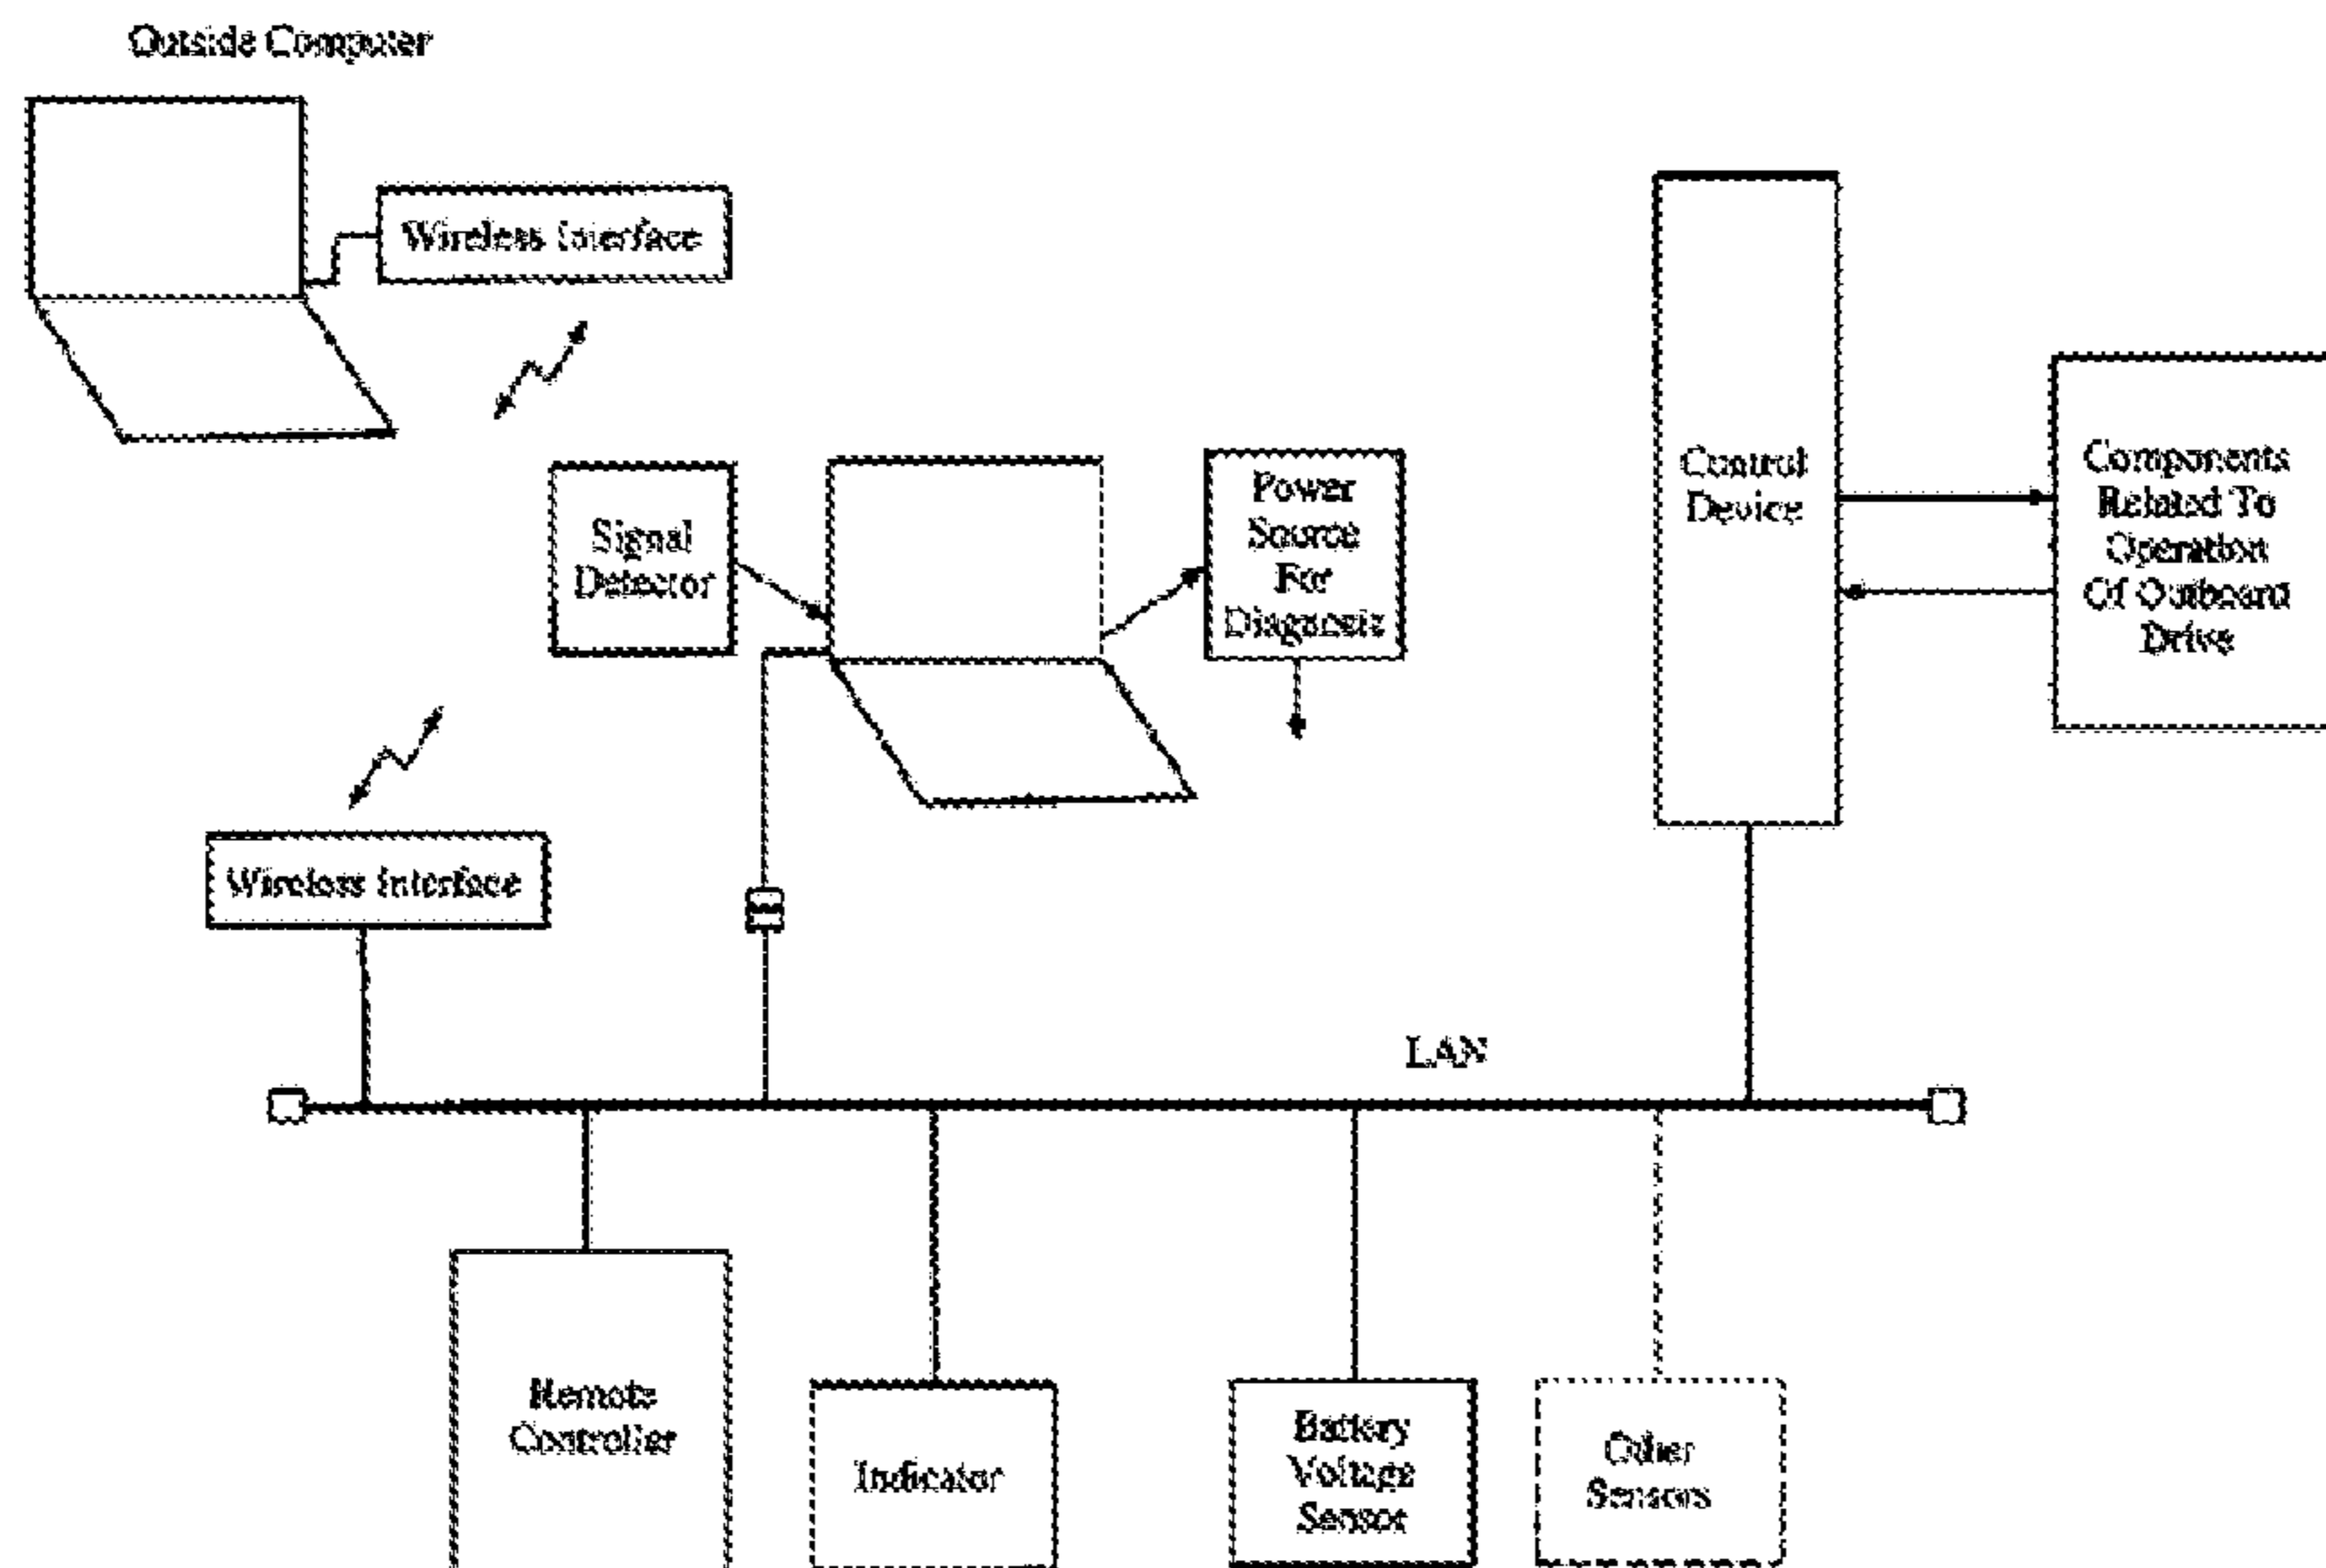 Outside Computer
Wireless Interface
Signal
Detector
Power
Source
For
Diagnosis
Control
Device
Components
Related To
Operation
Of Outboard
Drive
Wireless Interface
LAN
Remote
Controller
Indicator
Battery
Voltage
Sensor
Other
Sensors